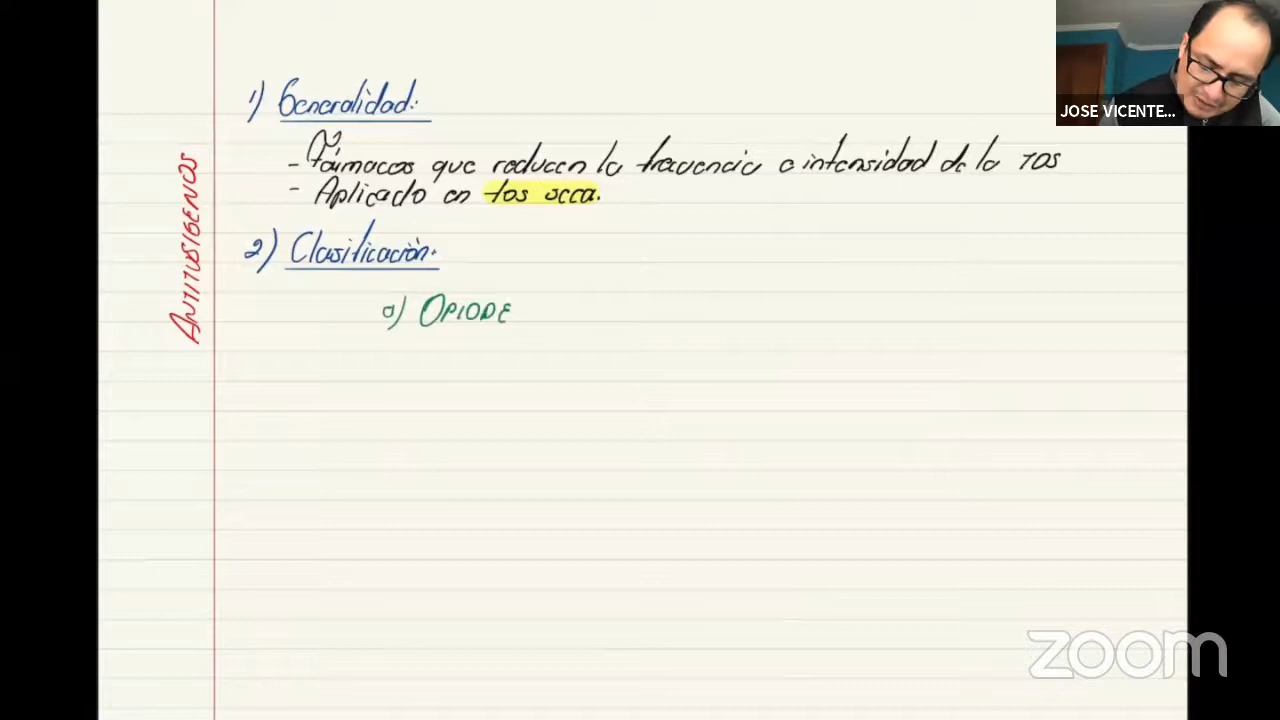 JOSE VICENTE...
ANTITUSIGENOS
1) Generalidad:
- Fármacos que reducen la frecuencia e intensidad de la TOS
- Aplicado en tos seca.
2) Clasificación:
a) OPIODE
zoom